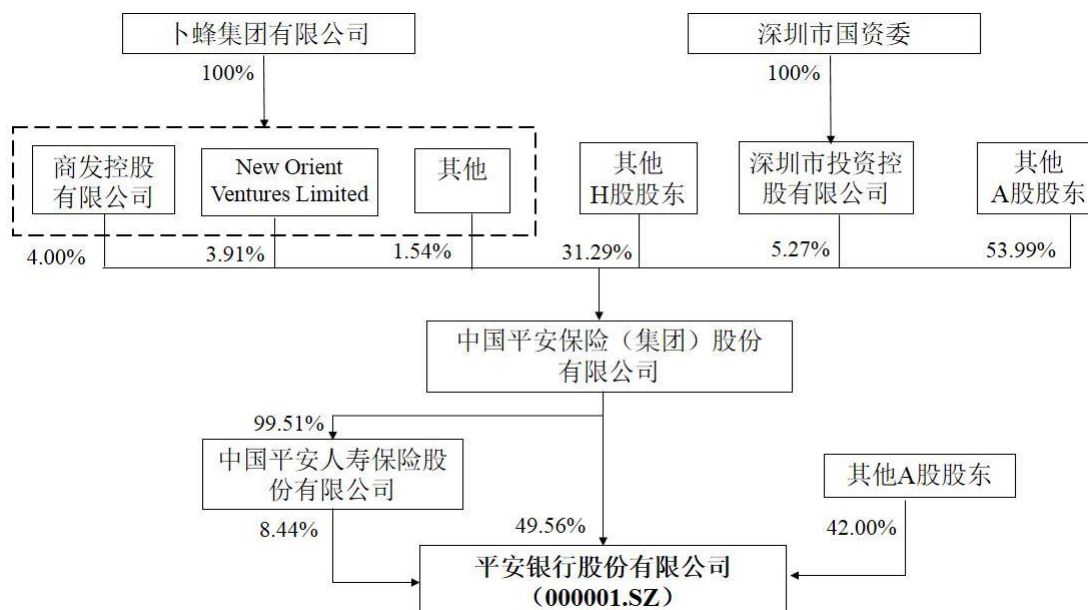 卜蜂集团有限公司
深圳市国资委
100%
100%
商发控股
有限公司
New Orient
Ventures Limited
其他
其他
H股股东
深圳市投资控
股有限公司
其他
A股股东
4.00%
3.91%
1.54%
31.29%
5.27%
53.99%
中国平安保险（集团）股份
有限公司
99.51%
中国平安人寿保险股
份有限公司
其他A股股东
8.44%
49.56%
42.00%
平安银行股份有限公司
（000001.SZ）